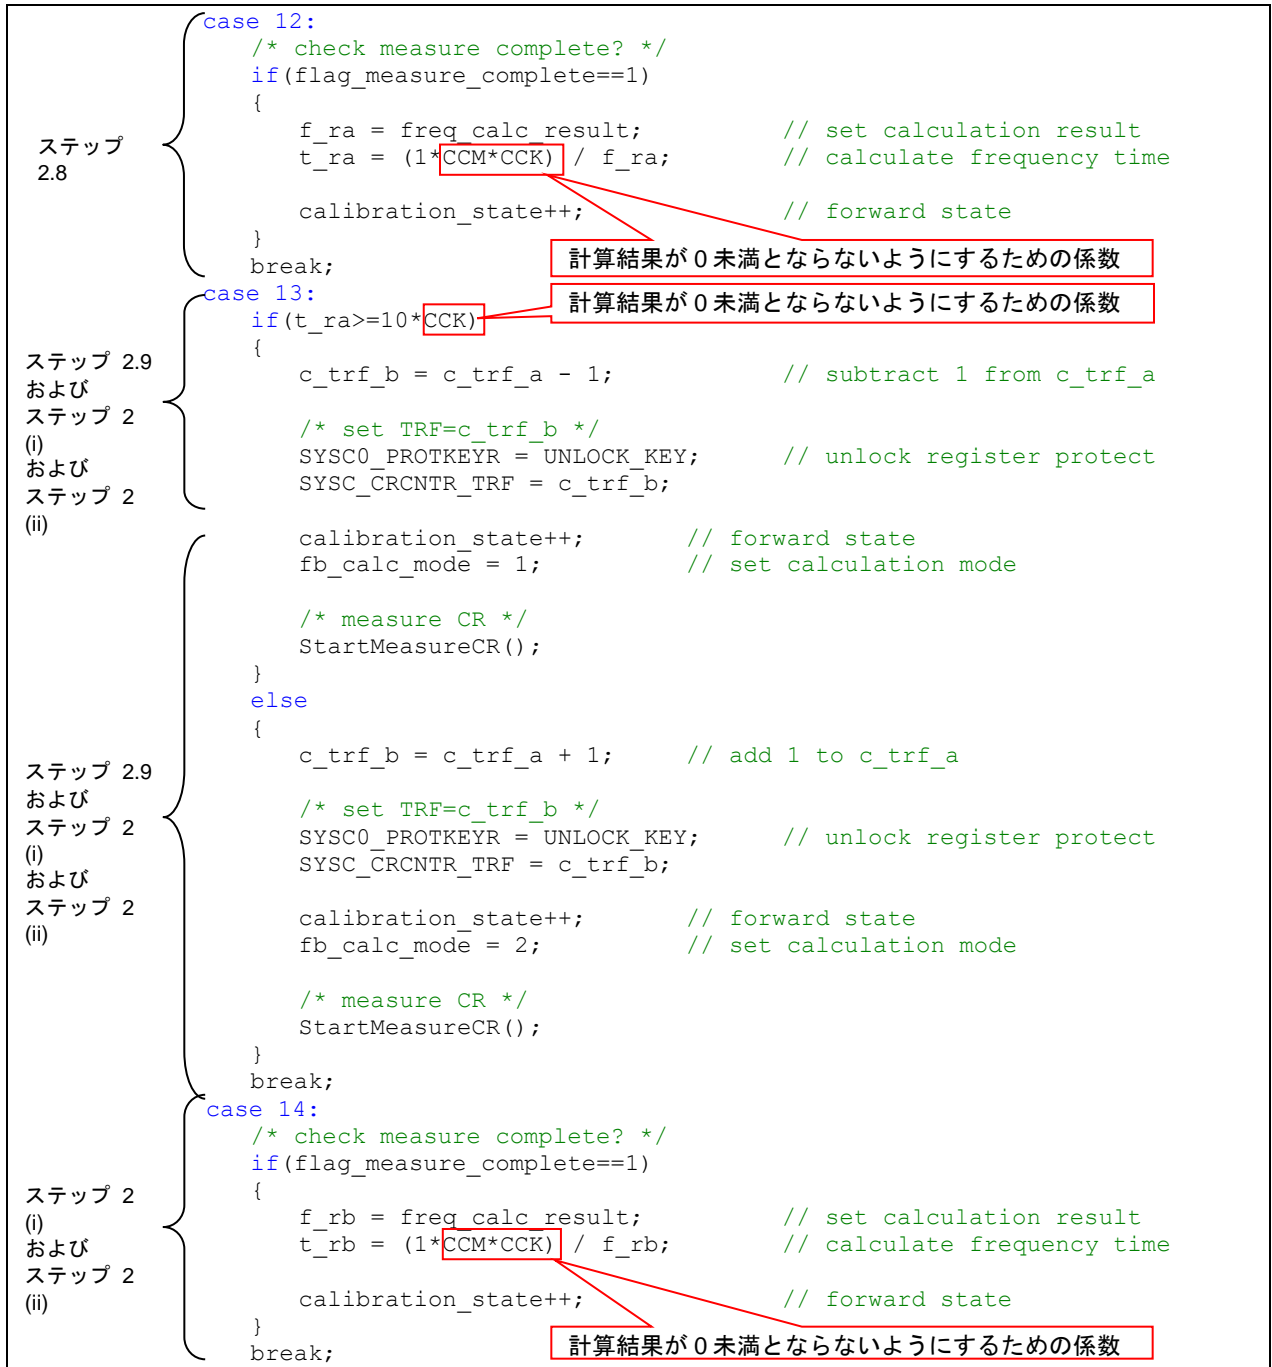 case 12:
/* check measure complete? */
if(flag_measure_complete==1)
{
f_ra = freq_calc_result; // set calculation result
t_ra = (1*CCM*CCK) / f_ra; // calculate frequency time
ステップ
2.8
calibration_state++; // forward state
}
計算結果が0未満とならないようにするための係数
break;
case 13:
計算結果が0未満とならないようにするための係数
if(t_ra>=10*CCK)
{
ステップ 2.9
および
ステップ 2
(i)
および
ステップ 2
(ii)
c_trf_b = c_trf_a - 1; // subtract 1 from c_trf_a
/* set TRF=c_trf_b */
SYSC0_PROTKEYR = UNLOCK_KEY; // unlock register protect
SYSC_CRCNTR_TRF = c_trf_b;
calibration_state++; // forward state
fb_calc_mode = 1; // set calculation mode
/* measure CR */
StartMeasureCR();
}
else
{
c_trf_b = c_trf_a + 1; // add 1 to c_trf_a
ステップ 2.9
および
ステップ 2
(i)
および
ステップ 2
(ii)
/* set TRF=c_trf_b */
SYSC0_PROTKEYR = UNLOCK_KEY; // unlock register protect
SYSC_CRCNTR_TRF = c_trf_b;
calibration_state++; // forward state
fb_calc_mode = 2; // set calculation mode
/* measure CR */
StartMeasureCR();
}
break;
case 14:
/* check measure complete? */
if(flag_measure_complete==1)
{
ステップ 2
(i)
および
ステップ 2
(ii)
f_rb = freq_calc_result; // set calculation result
t_rb = (1*CCM*CCK) / f_rb; // calculate frequency time
calibration_state++; // forward state
}
計算結果が0未満とならないようにするための係数
break;